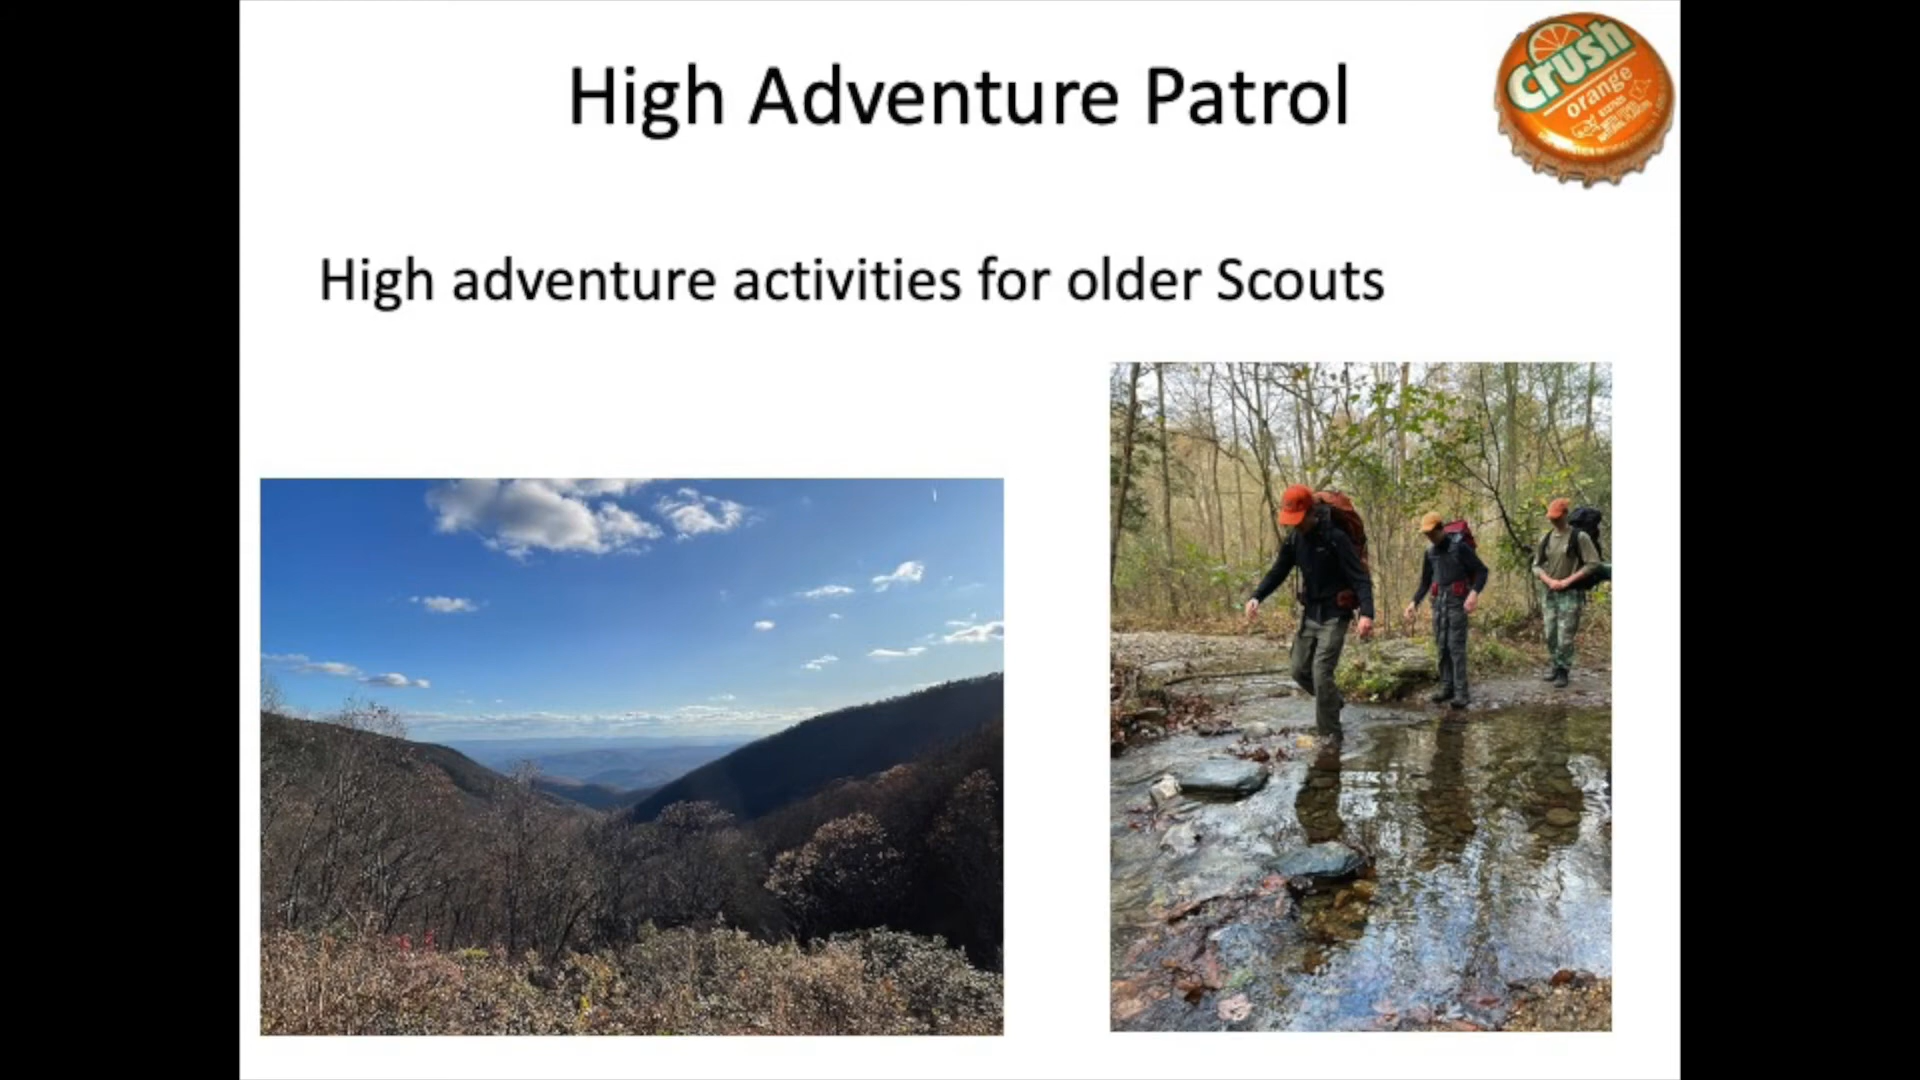 High Adventure Patrol
Crush
orange
High adventure activities for older Scouts